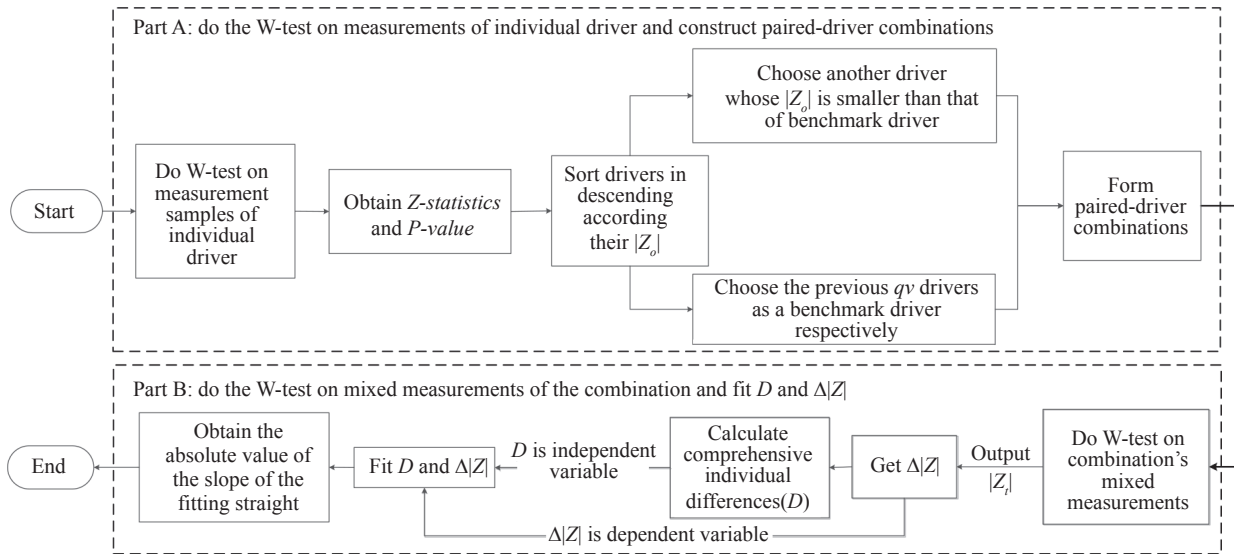 Part A: do the W-test on measurements of individual driver and construct paired-driver combinations
Start
Do W-test on
measurement
samples of
individual
driver
Obtain Z-statistics
and P-value
Sort drivers in
descending
according
their |Zₒ|
Choose another driver
whose |Zₒ| is smaller than that
of benchmark driver
Choose the previous qv drivers
as a benchmark driver
respectively
Form
paired-driver
combinations
Part B: do the W-test on mixed measurements of the combination and fit D and Δ|Z|
Do W-test on
combination's
mixed
measurements
Output
|Zₜ|
Get Δ|Z|
Calculate
comprehensive
individual
differences(D)
D is independent
variable
Δ|Z| is dependent variable
Fit D and Δ|Z|
Obtain the
absolute value of
the slope of the
fitting straight
End